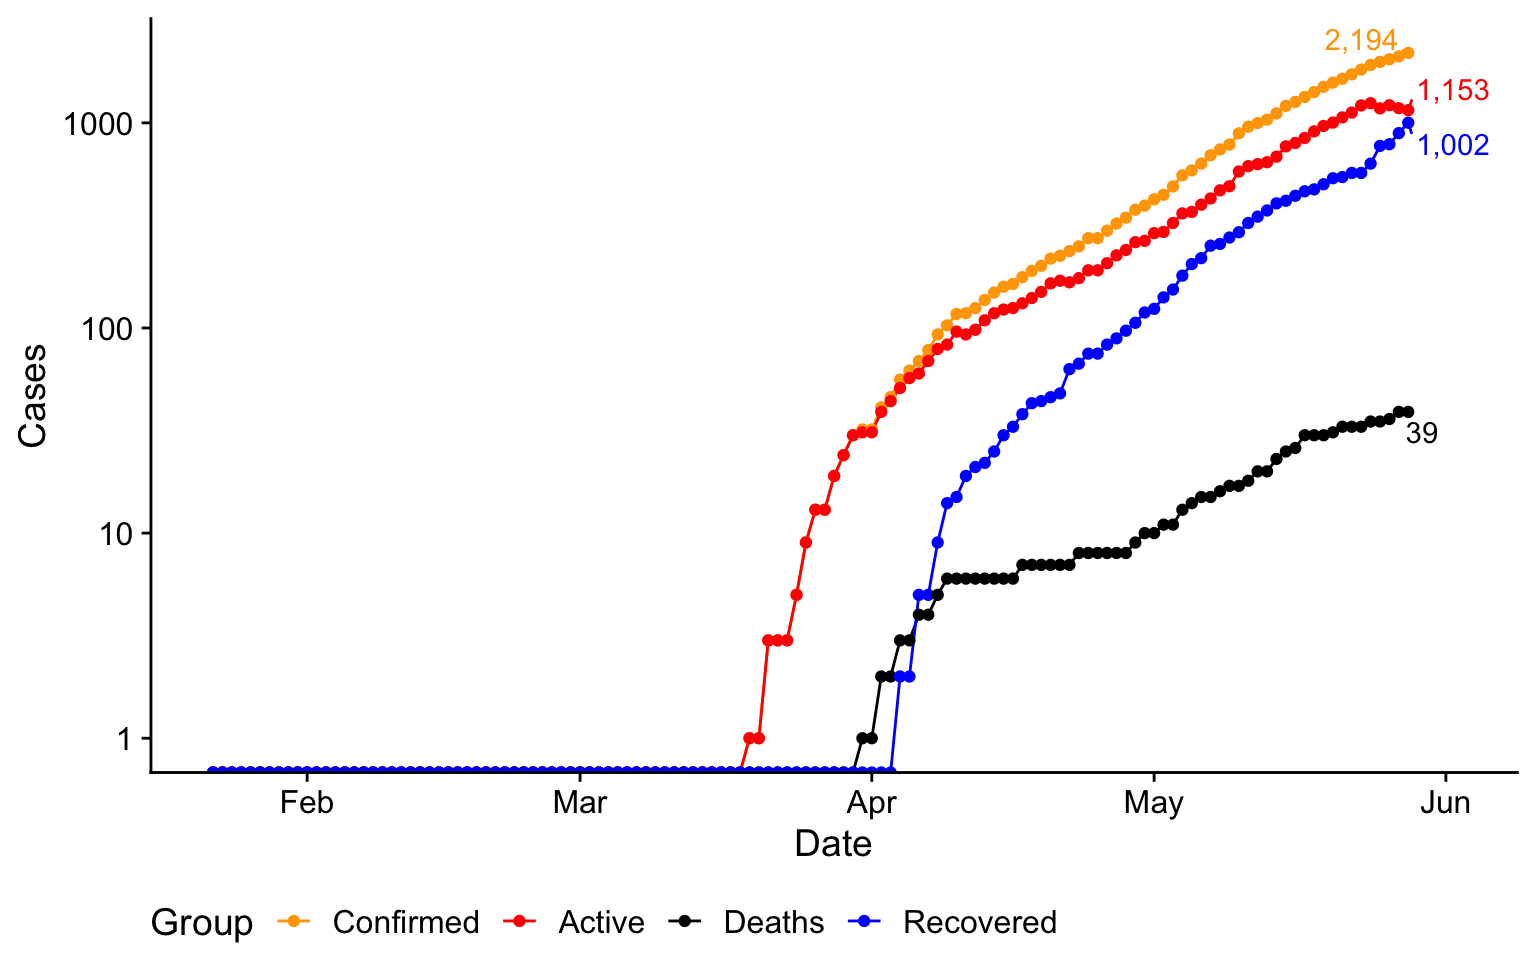 2,194
1,153
1,002
39
1000
100
10
1
Cases
Feb Mar Apr May Jun
Date
Group Confirmed Active Deaths Recovered